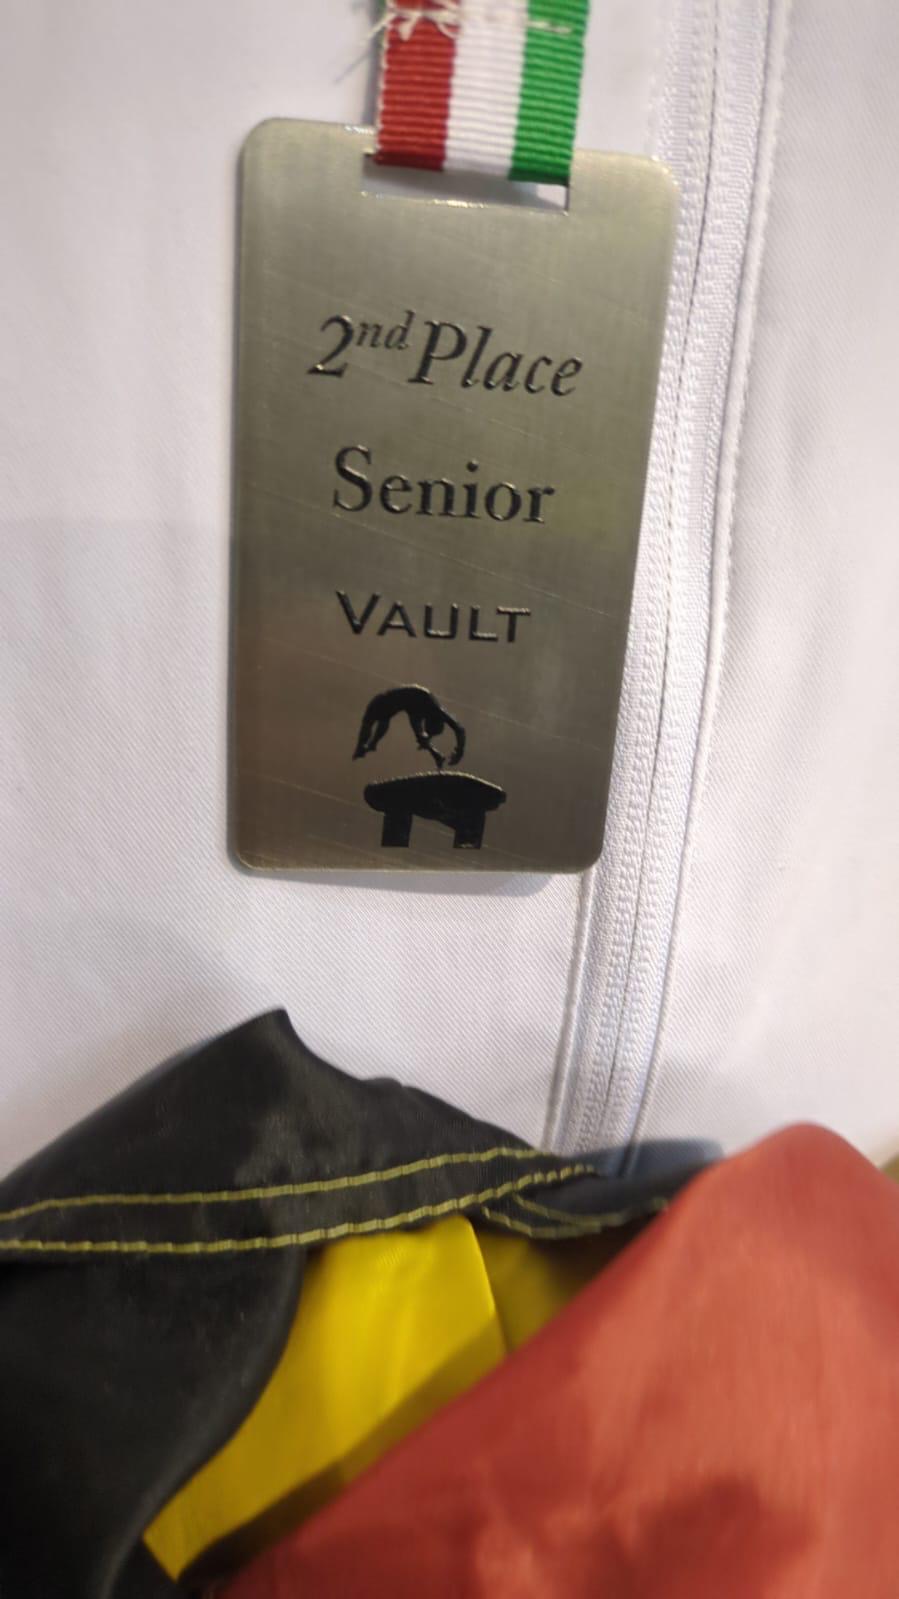 2nd Place
Senior
VAULT